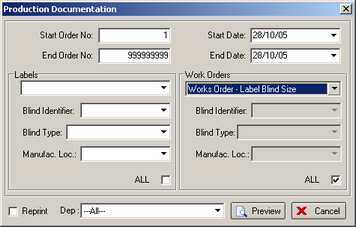 Production Documentation
Start Order No: 1 Start Date: 28/10/05
End Order No: 999999999 End Date: 28/10/05
Labels Work Orders
Works Order - Label Blind Size
Blind Identifier: Blind Identifier:
Blind Type: Blind Type:
Manufac. Loc.: Manufac. Loc.:
ALL ALL
Reprint Dep : ---All--- Preview Cancel